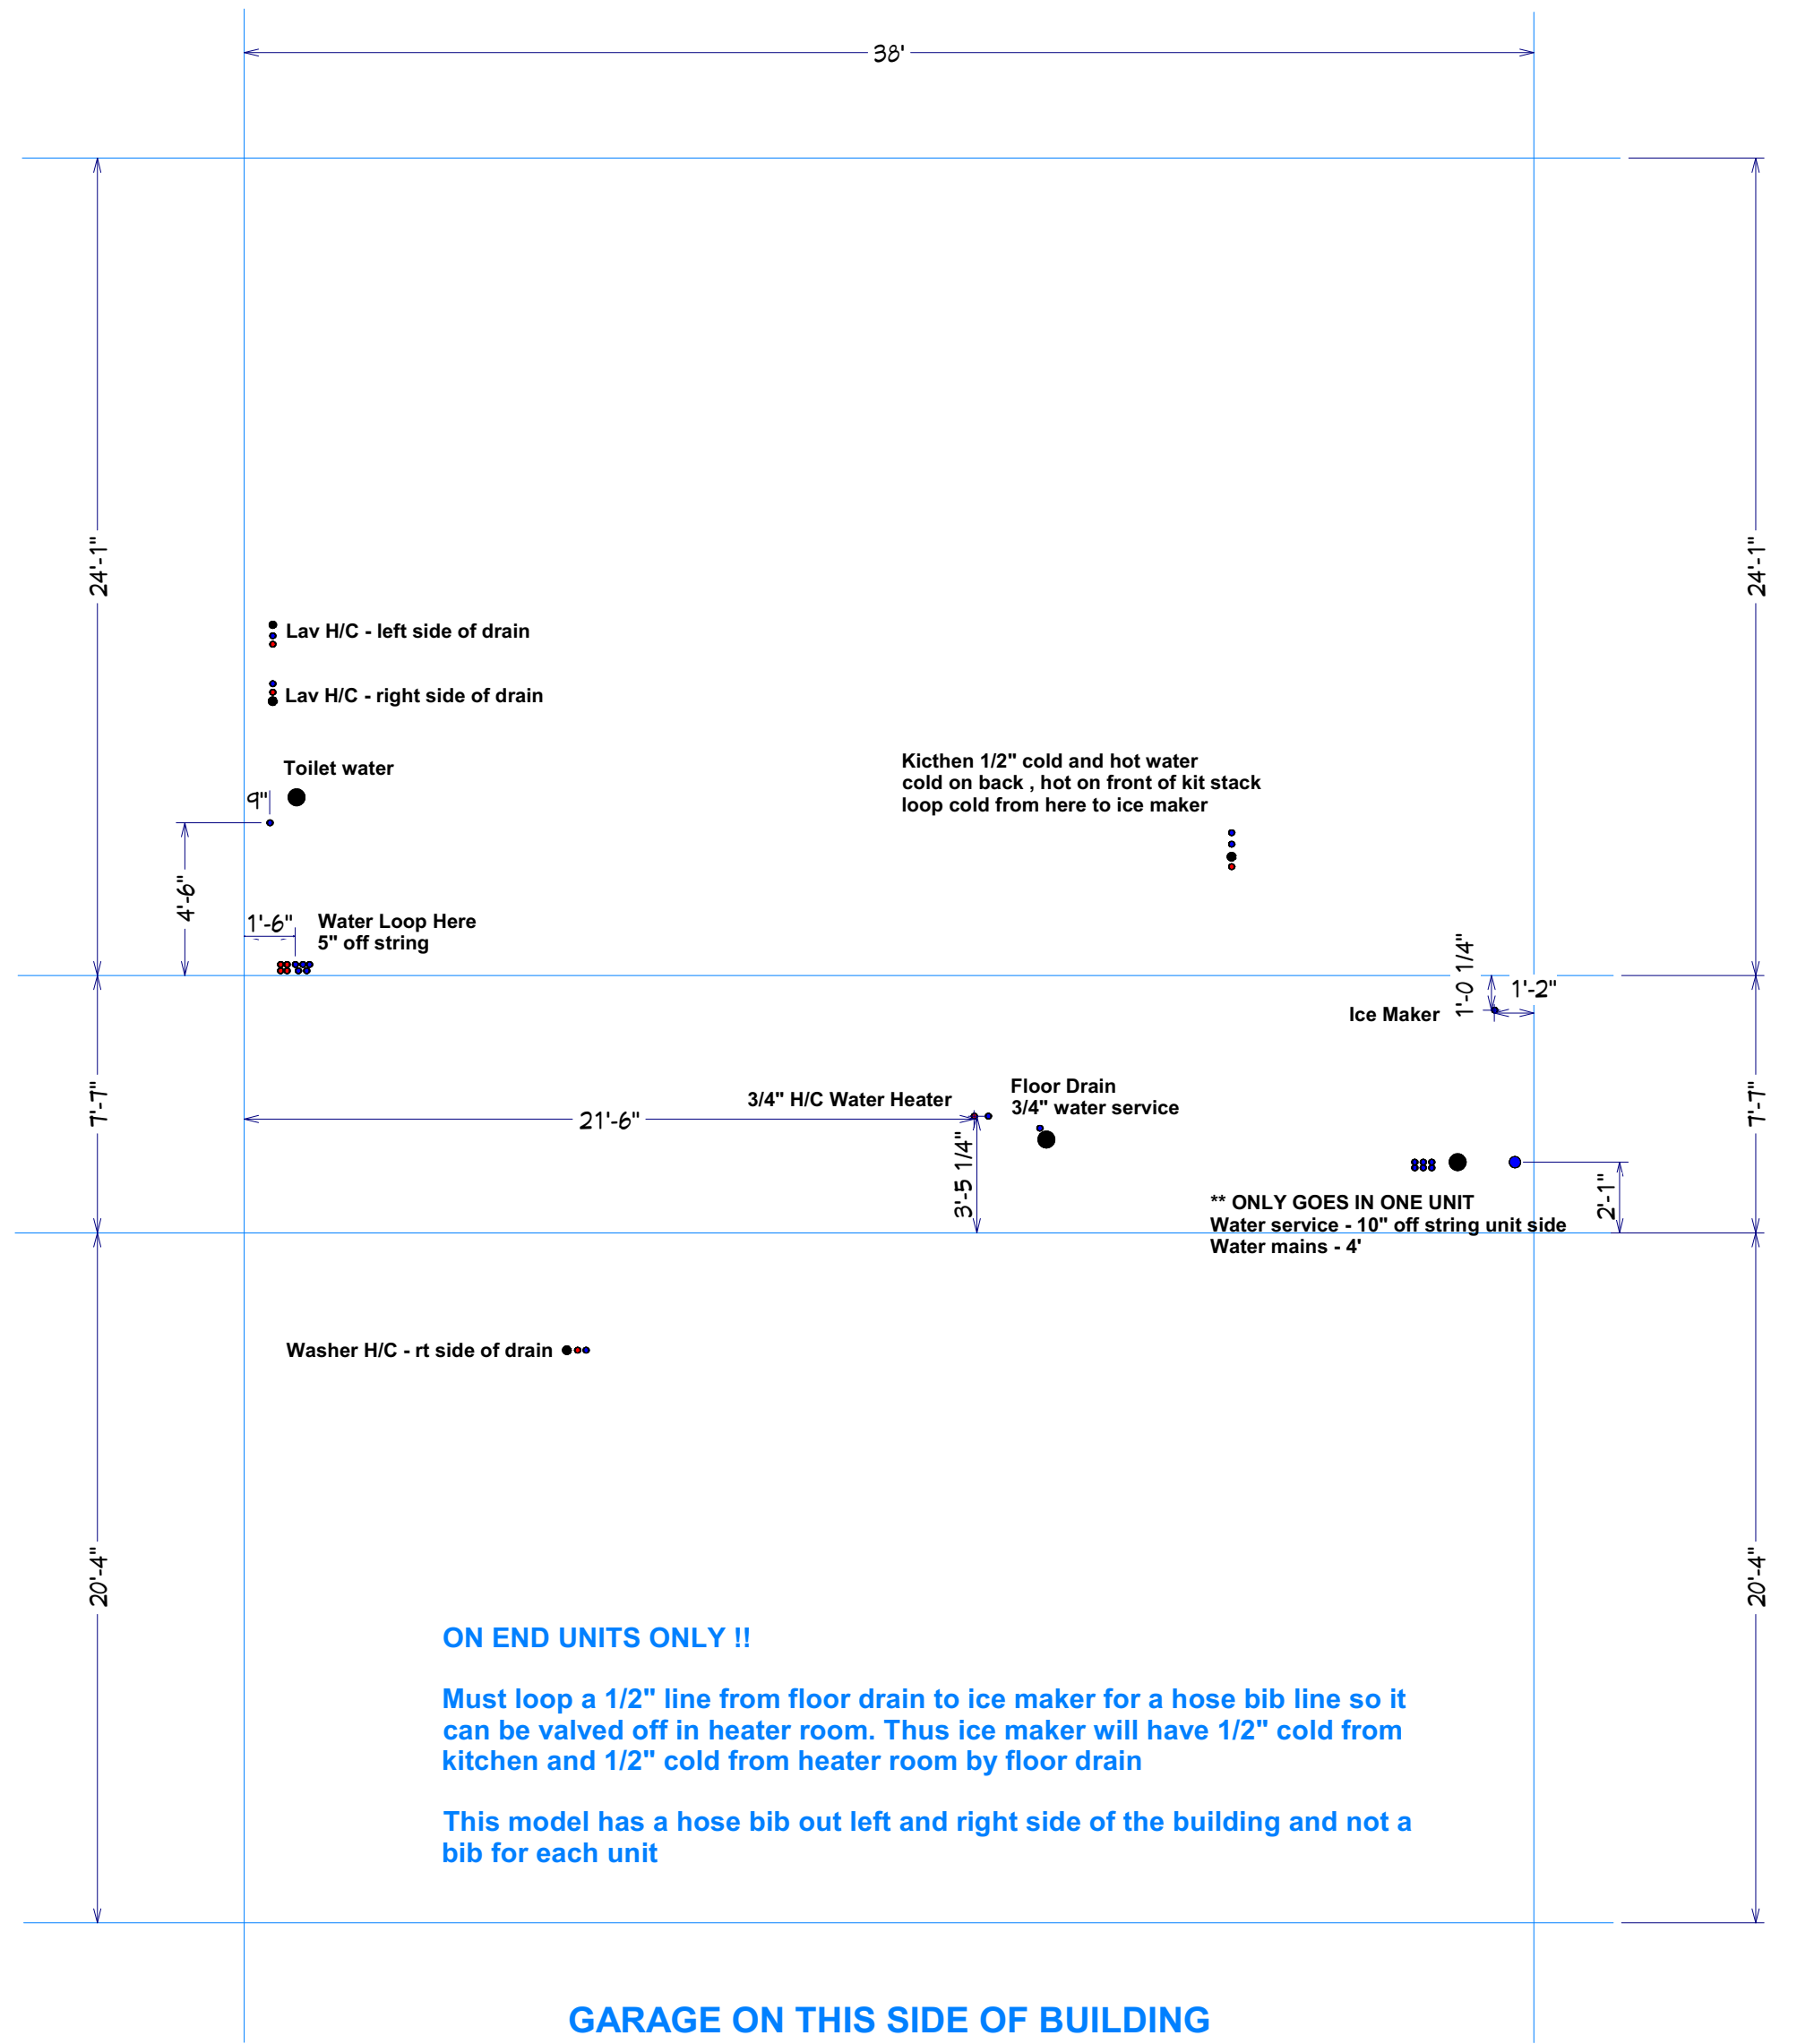 38'
24'-1"
24'-1"
Lav H/C - left side of drain
Lav H/C - right side of drain
Toilet water
9"
Kicthen 1/2" cold and hot water
cold on back , hot on front of kit stack
loop cold from here to ice maker
4'-6"
1'-6"
Water Loop Here
5" off string
1'-0 1/4"
1'-2"
Ice Maker
7'-7"
7'-7"
3/4" H/C Water Heater
Floor Drain
3/4" water service
21'-6"
3'-5 1/4"
2'-1"
** ONLY GOES IN ONE UNIT
Water service - 10" off string unit side
Water mains - 4'
Washer H/C - rt side of drain
20'-4"
20'-4"
ON END UNITS ONLY !!
Must loop a 1/2" line from floor drain to ice maker for a hose bib line so it
can be valved off in heater room. Thus ice maker will have 1/2" cold from
kitchen and 1/2" cold from heater room by floor drain
This model has a hose bib out left and right side of the building and not a
bib for each unit
GARAGE ON THIS SIDE OF BUILDING